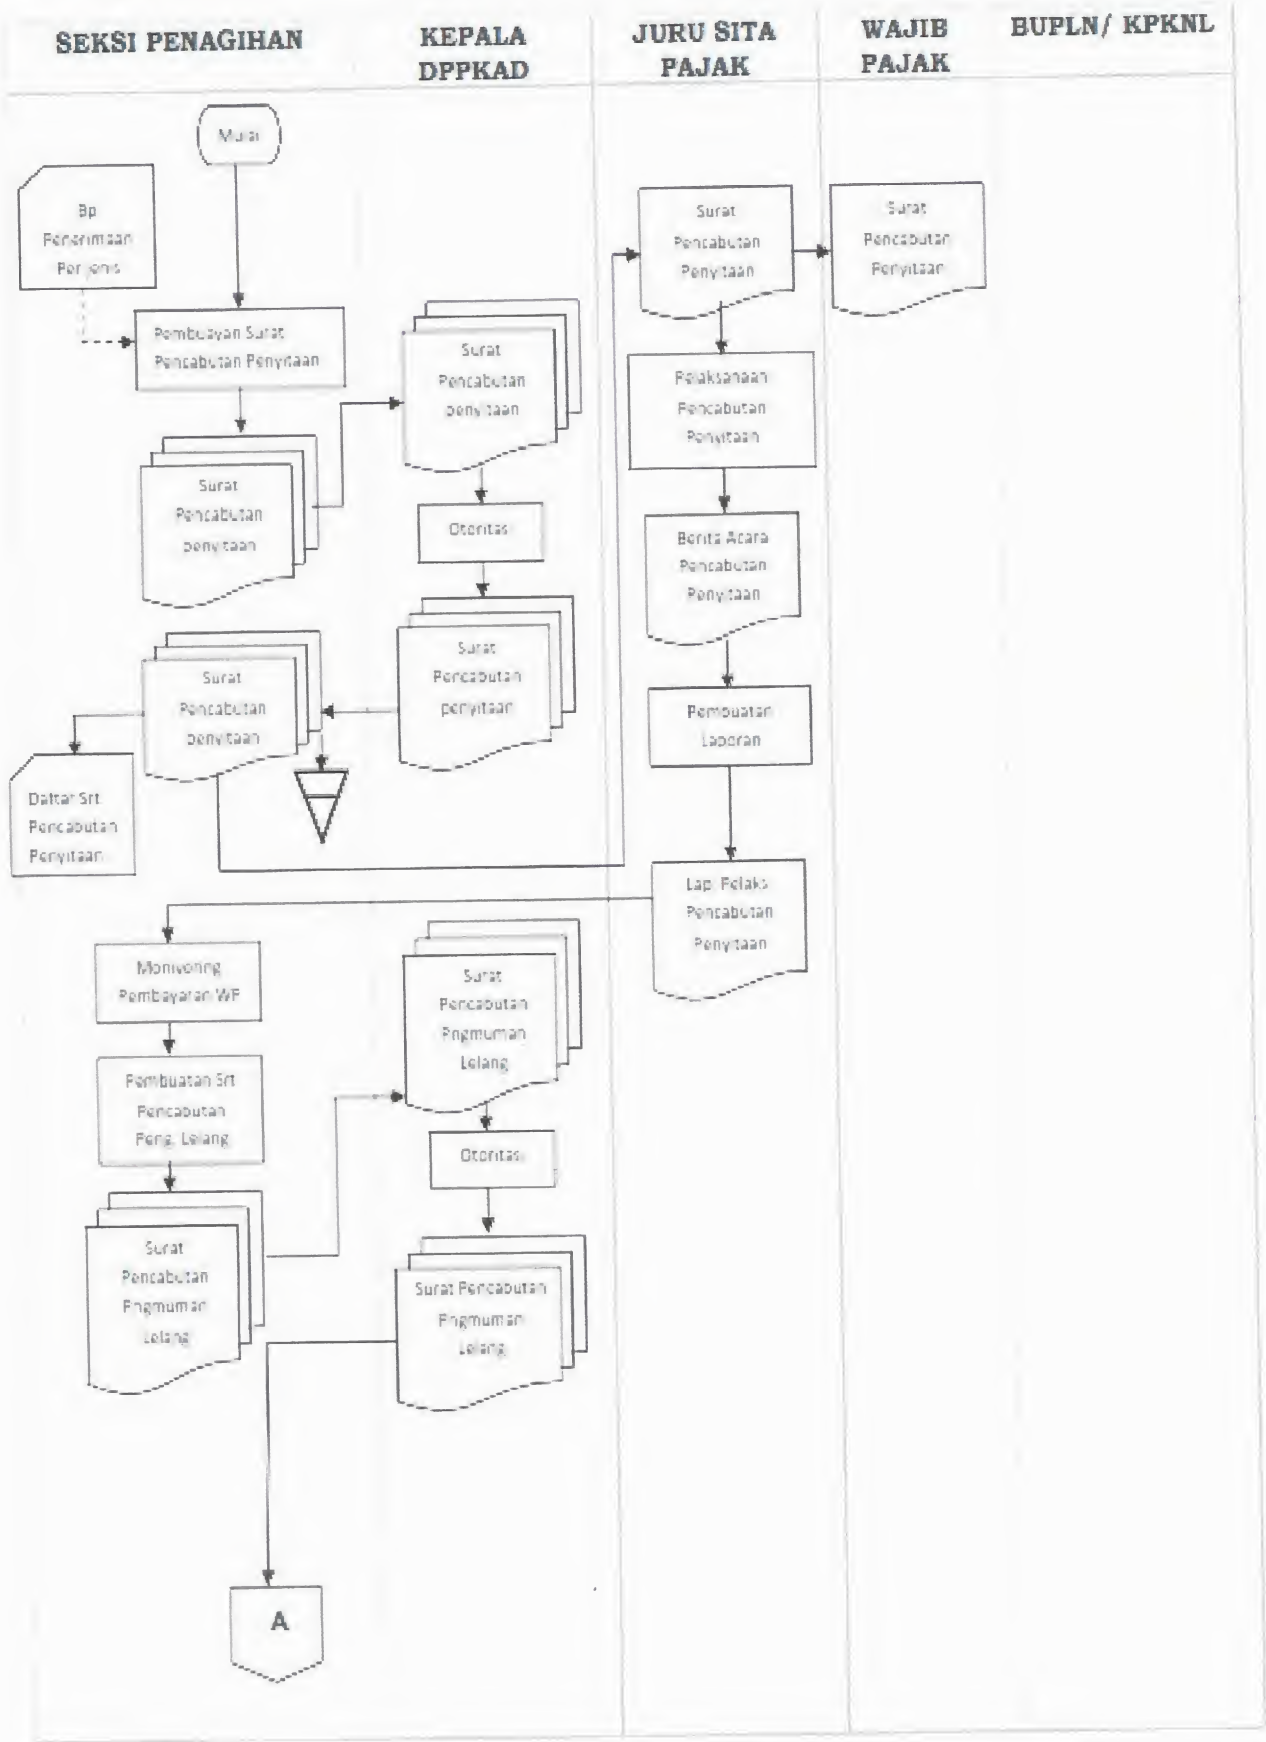 SEKSI PENAGIHAN
KEPALA
DPPKAD
JURU SITA
PAJAK
WAJIB
PAJAK
BUPLN/ KPKNL
Mulai
Bp
Penerimaan
Per jenis
Pembuayan Surat
Pencabutan Penyitaan
Surat
Pencabutan
penyitaan
Surat
Pencabutan
penyitaan
Otoritas
Surat
Pencabutan
penyitaan
Surat
Pencabutan
penyitaan
Daftar Srt
Pencabutan
Penyitaan
Surat
Pencabutan
Penyitaan
Surat
Pencabutan
Penyitaan
Pelaksanaan
Pencabutan
Penyitaan
Berita Acara
Pencabutan
Penyitaan
Pembuatan
Laporan
Lap. Pelaks
Pencabutan
Penyitaan
Monivoring
Pembayaran WP
Pembuatan Srt
Pencabutan
Peng. Lelang
Surat
Pencabutan
Pngmuman
Lelang
Surat
Pencabutan
Pngmuman
Lelang
Otoritas
Surat Pencabutan
Pngmuman
Lelang
A